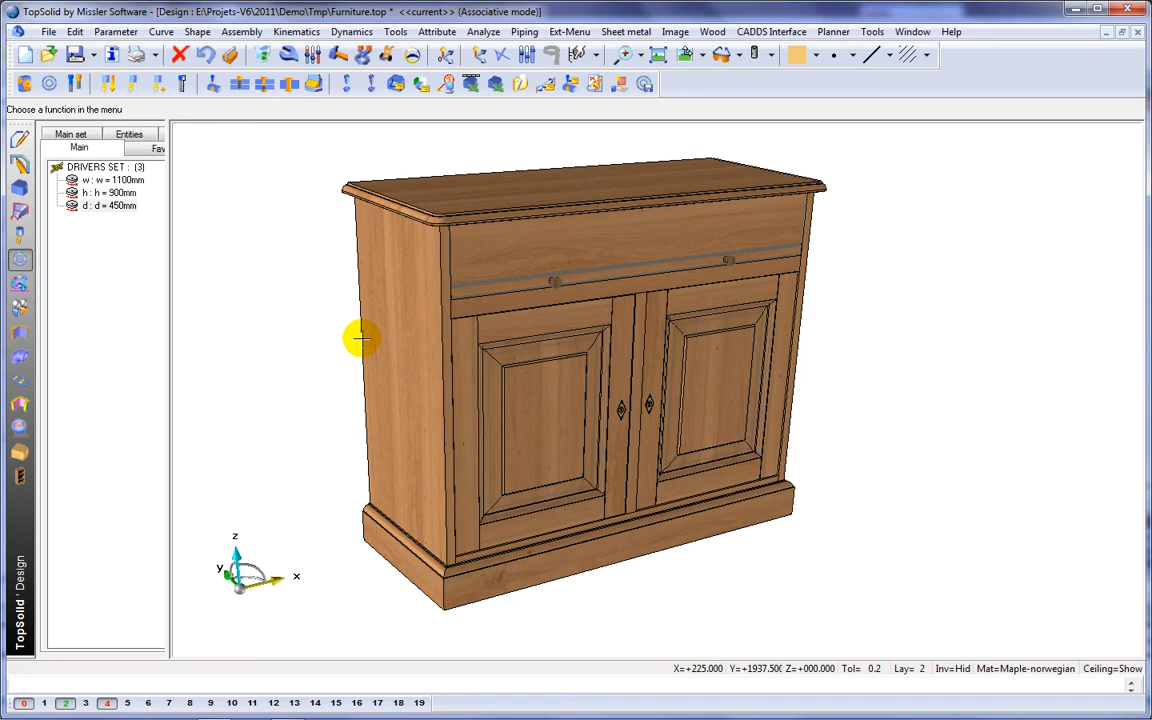 TopSolid by Missler Software - [Design : E:\Projets-V6\2011\Demo\Tmp\Furniture.top * <<current>> (Associative mode)]
File Edit Parameter Curve Shape Assembly Kinematics Dynamics Tools Attribute Analyze Piping Ext-Menu Sheet metal Image Wood CADDS Interface Planner Tools Window Help
Choose a function in the menu
Main set Entities
Main Fav
DRIVERS SET : (3)
w : w = 1100mm
h : h = 900mm
d : d = 450mm
z
y
x
TopSolid'Design
X=+225.000 Y=+1937.500 Z=+000.000 Tol= 0.2 Lay= 2 Inv=Hid Mat=Maple-norwegian Ceiling=Show
0 1 2 3 4 5 6 7 8 9 10 11 12 13 14 15 16 17 18 19